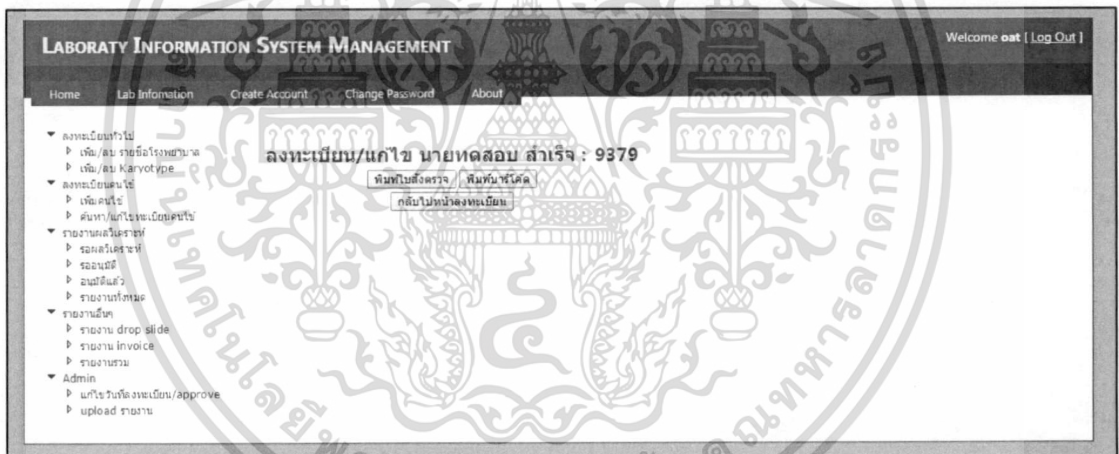 LABORATY INFORMATION SYSTEM MANAGEMENT
Welcome oat [ Log Out ]
Home Lab Infomation Create Account Change Password About
ลงทะเบียนทั่วไป
เพิ่ม/ลบ รายชื่อโรงพยาบาล
เพิ่ม/ลบ Karyotype
ลงทะเบียนคนไข้
เพิ่มคนไข้
ค้นหา/แก้ไขทะเบียนคนไข้
รายงานผลวิเคราะห์
รอผลวิเคราะห์
รออนุมัติ
อนุมัติแล้ว
รายงานทั้งหมด
รายงานอื่นๆ
รายงาน drop slide
รายงาน invoice
รายงานรวม
Admin
แก้ไขวันที่ลงทะเบียน/approve
upload รายงาน
ลงทะเบียน/แก้ไข นายทดสอบ สำเร็จ : 9379
พิมพ์ใบสั่งตรวจ พิมพ์บาร์โค้ด
กลับไปหน้าลงทะเบียน